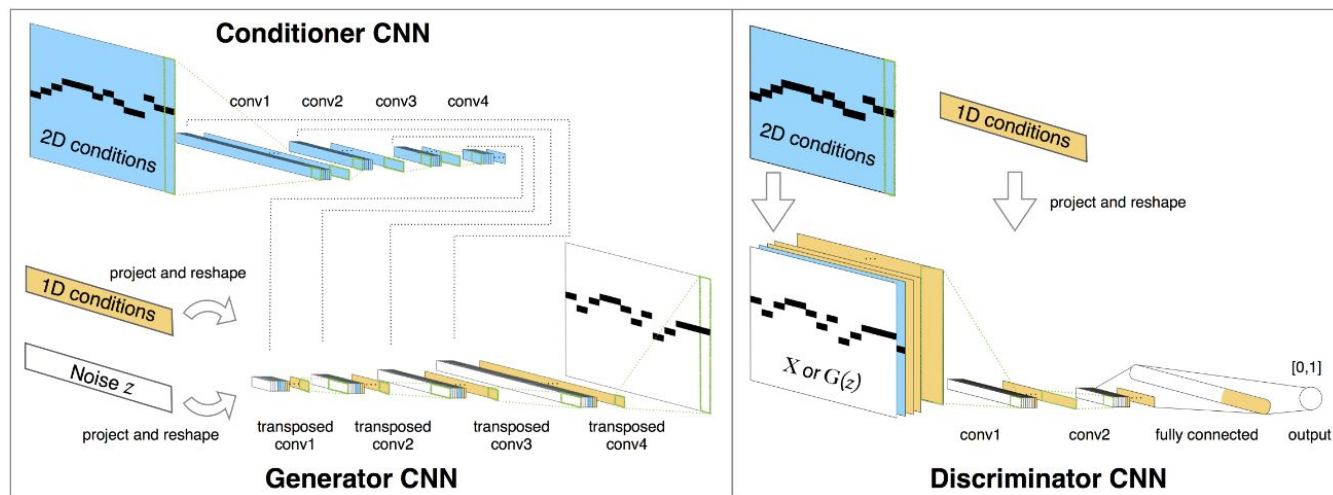 Conditioner CNN
conv1 conv2 conv3 conv4
2D conditions
project and reshape
1D conditions
Noise z
project and reshape
transposed conv1
transposed conv2
transposed conv3
transposed conv4
Generator CNN
2D conditions
1D conditions
project and reshape
X or G(z)
[0,1]
conv1 conv2 fully connected output
Discriminator CNN